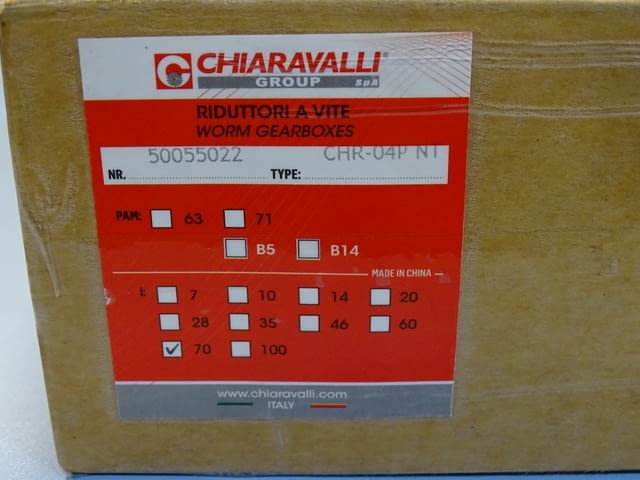 CHIARAVALLI®
GROUP SpA
RIDUTTORI A VITE
WORM GEARBOXES
50055022 CHR-04P NT
NR. TYPE:
PAM: 63 71
B5 B14
MADE IN CHINA
i: 7 10 14 20
28 35 46 60
✓ 70 100
www.chiaravalli.com
ITALY